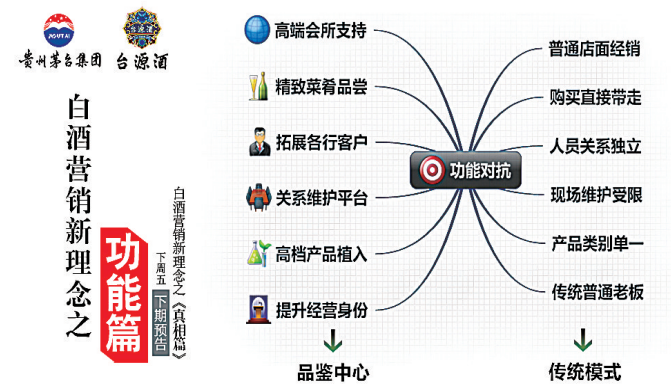 MOUTAI
贵州茅台集团
台源酒
台源酒
白酒营销新理念之
功能篇
白酒营销新理念之《真相篇》
下周五
下期预告
高端会所支持
精致菜肴品尝
拓展各行客户
关系维护平台
高档产品植入
提升经营身份
品鉴中心
功能对抗
普通店面经销
购买直接带走
人员关系独立
现场维护受限
产品类别单一
传统普通老板
传统模式